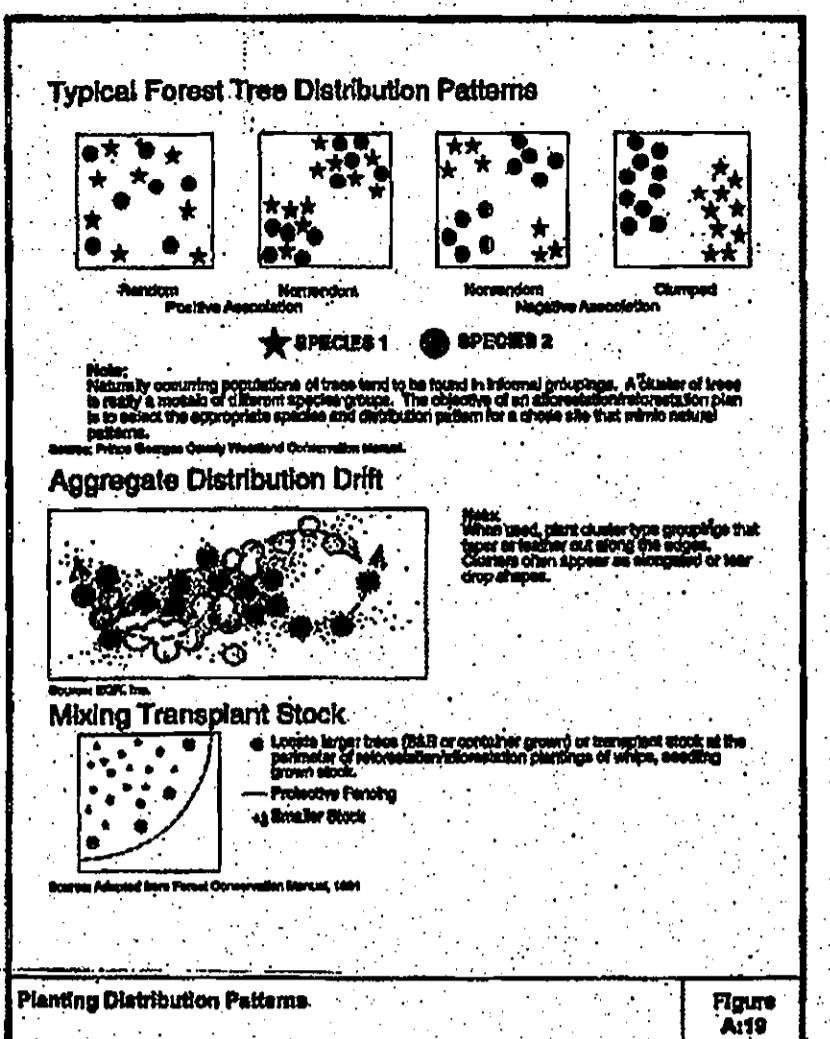 Typical Forest Tree Distribution Patterns
Random Nonrandom Nonrandom Clumped
Positive Association Negative Association
SPECIES 1 SPECIES 2
Note:
Naturally occurring populations of trees tend to be found in informal groupings. A cluster of trees
is really a mosaic of different species groups. The objective of an afforestation/reforestation plan
is to select the appropriate species and distribution pattern for a chose site that mimic natural
patterns.
Source: Prince Georges County Woodland Conservation Manual.
Aggregate Distribution Drift
Note:
When used, plant cluster type groupings that
taper or feather out along the edges.
Clusters often appear as elongated or tear
drop shapes.
Source: Inc.
Mixing Transplant Stock
Locate larger trees (B&B or container grown) or transplant stock at the
perimeter of reforestation/afforestation plantings of whips, seedling
grown stock.
Protective Fencing
Smaller Stock
Source: Adapted from Forest Conservation Manual, 1991
Planting Distribution Patterns
Figure
A:19